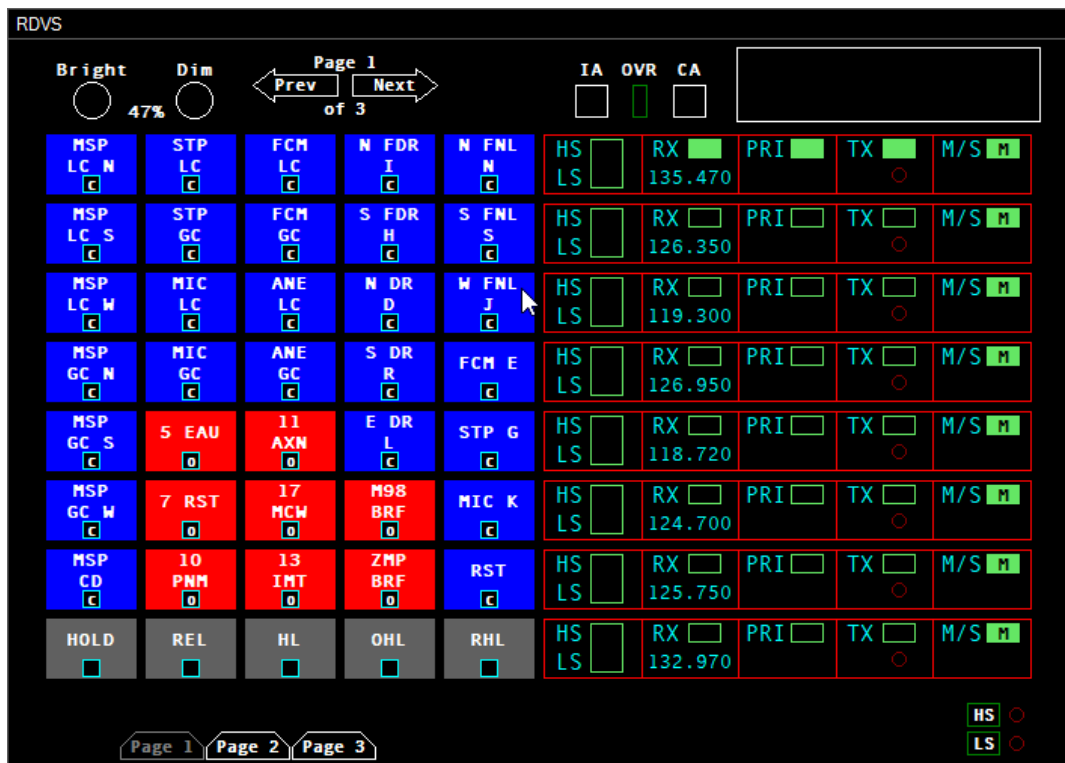 RDVS
Bright Dim Page 1 IA OVR CA
Prev Next
47% of 3
MSP STP FCM N FDR N FNL HS RX PRI TX M/S M
LC N LC LC I N
C C C C C LS 135.470
MSP STP FCM S FDR S FNL HS RX PRI TX M/S M
LC S GC GC H S
C C C C C LS 126.350
MSP MIC ANE N DR W FNL HS RX PRI TX M/S M
LC W LC LC D J
C C C C C LS 119.300
MSP MIC ANE S DR FCM E HS RX PRI TX M/S M
GC N GC GC R
C C C C C LS 126.950
MSP 5 EAU 11 E DR STP G HS RX PRI TX M/S M
GC S AXN L
C O O C C LS 118.720
MSP 7 RST 17 M98 MIC K HS RX PRI TX M/S M
GC W MCW BRF
C O O O C LS 124.700
MSP 10 13 ZMP RST HS RX PRI TX M/S M
CD PNM IMT BRF
C O O O C LS 125.750
HOLD REL HL OHL RHL HS RX PRI TX M/S M
LS 132.970
HS
Page 1 Page 2 Page 3 LS